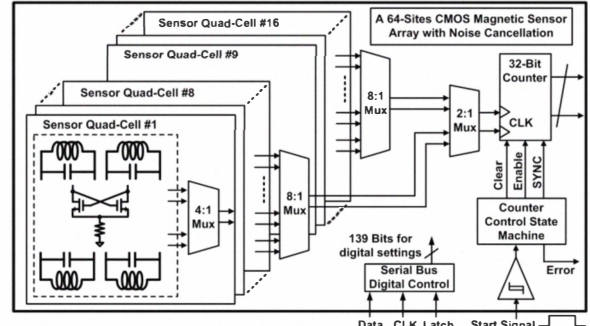 Sensor Quad-Cell #16
Sensor Quad-Cell #9
Sensor Quad-Cell #8
Sensor Quad-Cell #1
4:1
Mux
8:1
Mux
8:1
Mux
2:1
Mux
A 64-Sites CMOS Magnetic Sensor
Array with Noise Cancellation
32-Bit
Counter
CLK
Clear
Enable
SYNC
Counter
Control State
Machine
Error
139 Bits for
digital settings
Serial Bus
Digital Control
Data CLK Latch
Start Signal